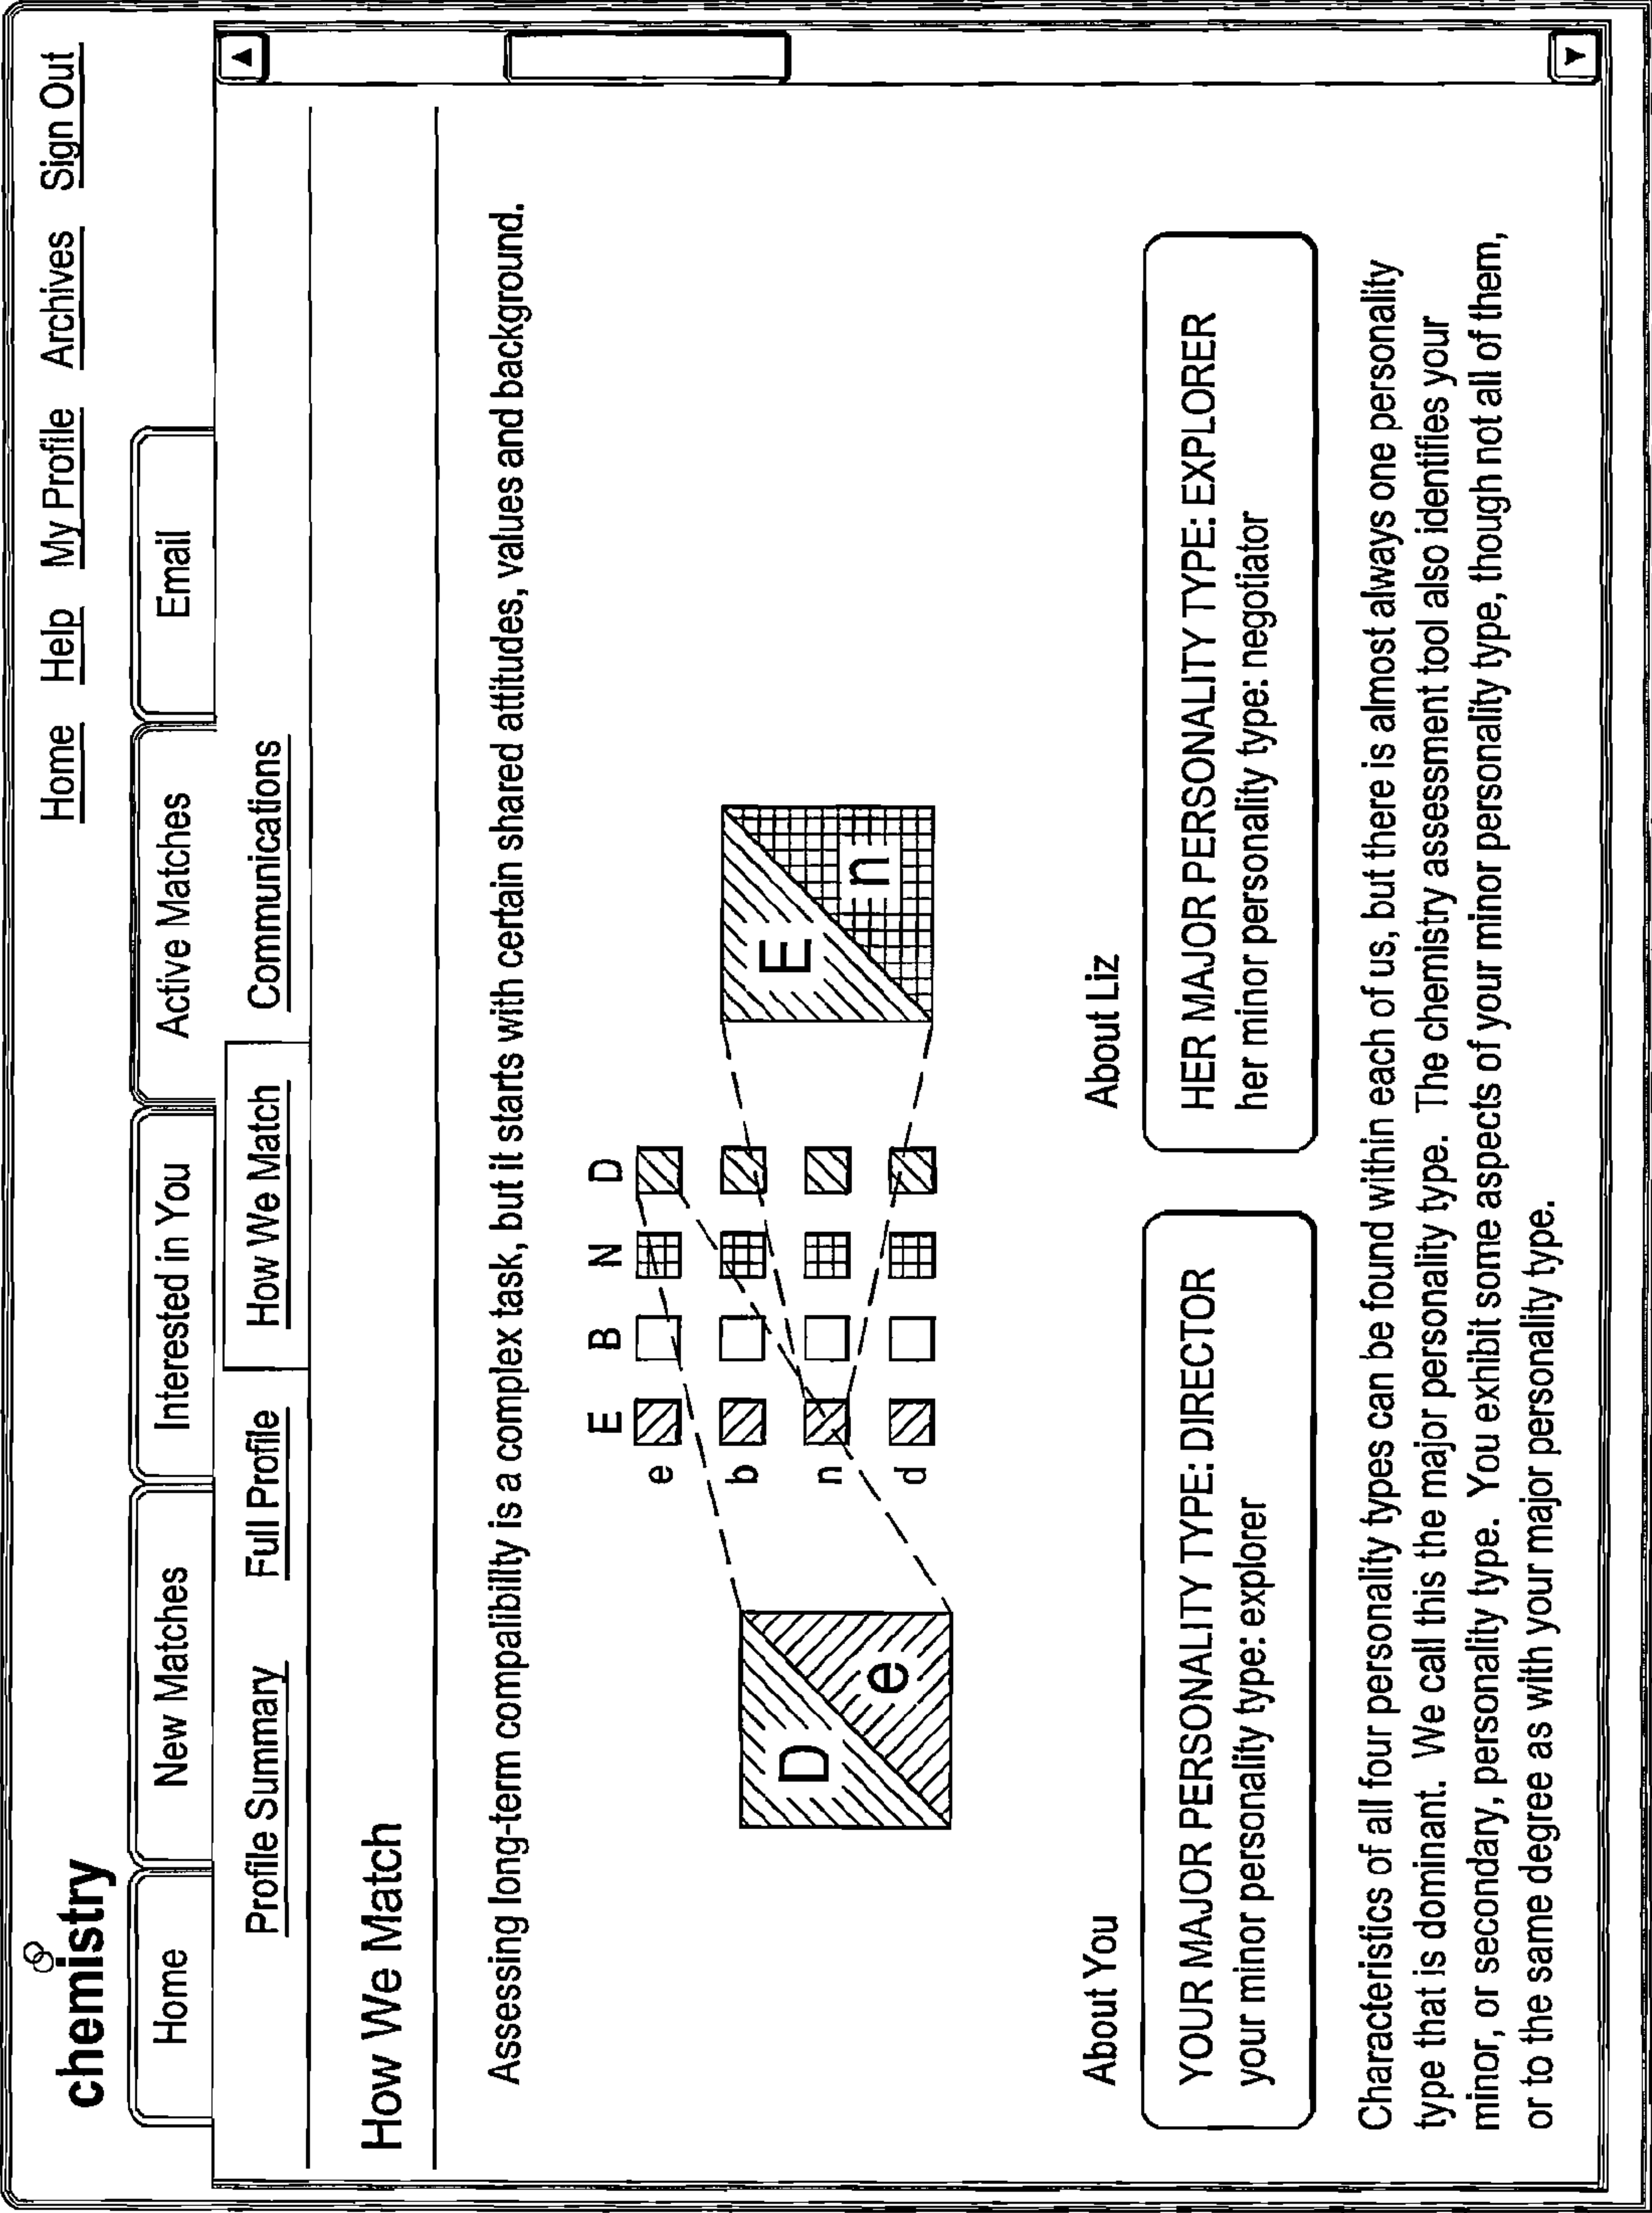 chemistry
Home Help My Profile Archives Sign Out
Home New Matches Interested in You Active Matches Email
Profile Summary Full Profile How We Match Communications
How We Match
Assessing long-term compalibility is a complex task, but it starts with certain shared attitudes, values and background.
E B N D
e
b
n
d
D
e
E
n
About You
YOUR MAJOR PERSONALITY TYPE: DIRECTOR
your minor personality type: explorer
About Liz
HER MAJOR PERSONALITY TYPE: EXPLORER
her minor personality type: negotiator
Characteristics of all four personality types can be found within each of us, but there is almost always one personality
type that is dominant. We call this the major personality type. The chemistry assessment tool also identifies your
minor, or secondary, personality type. You exhibit some aspects of your minor personality type, though not all of them,
or to the same degree as with your major personality type.